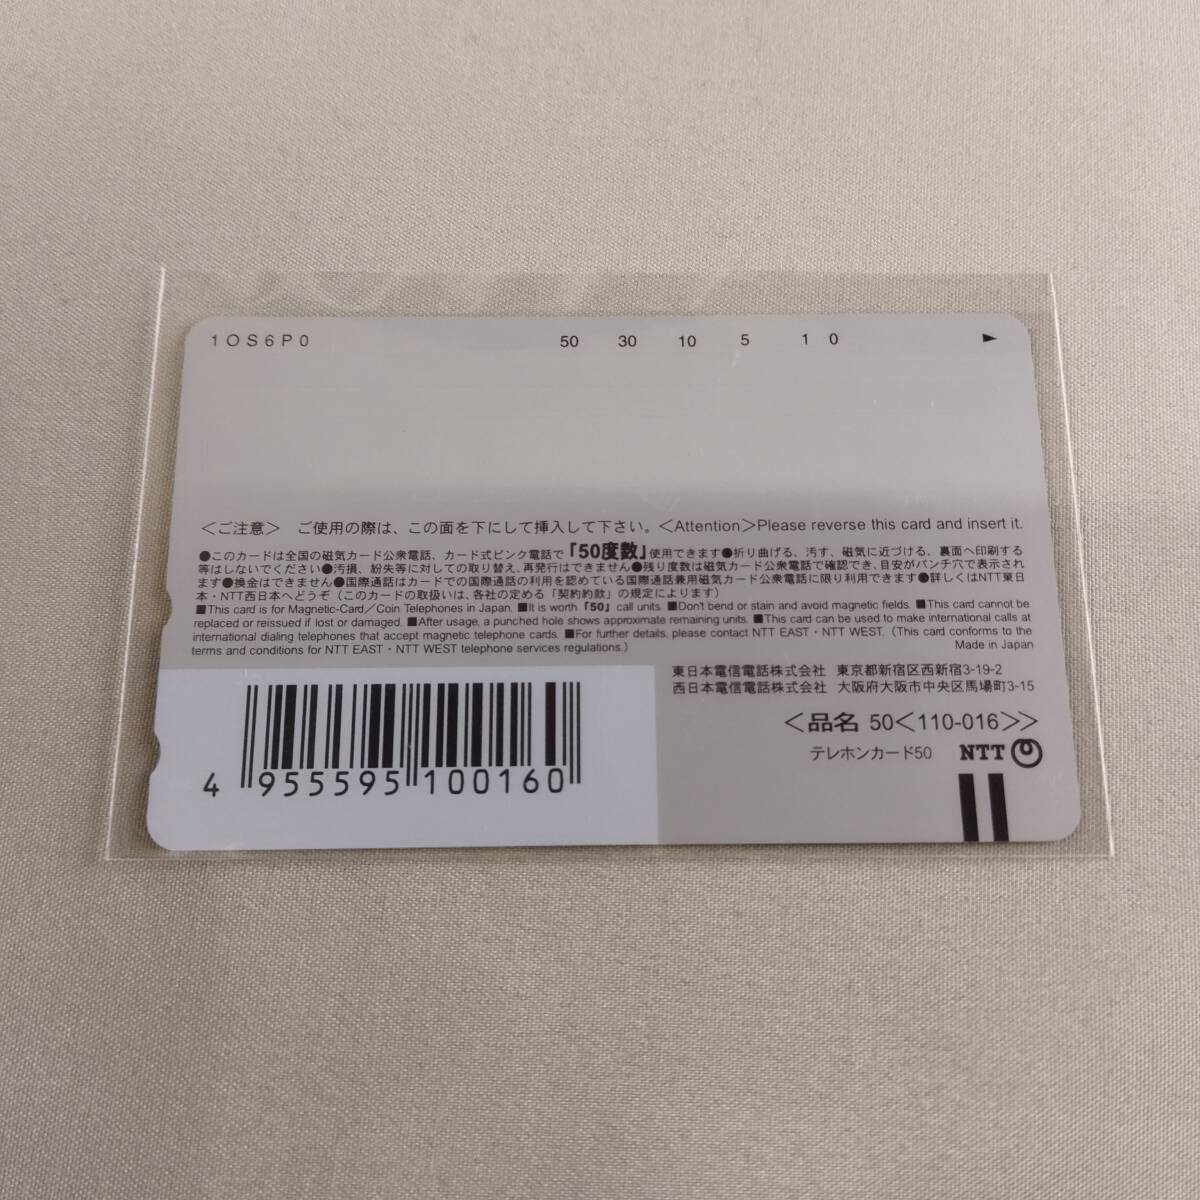 1OS6P0 50 30 10 5 1 0 ►
＜ご注意＞ ご使用の際は、この面を下にして挿入して下さい。＜Attention＞Please reverse this card and insert it.
●このカードは全国の磁気カード公衆電話、カード式ピンク電話で「50度数」使用できます●折り曲げる、汚す、磁気に近づける、裏面へ印刷する
等はしないでください●汚損、紛失等に対しての取り替え、再発行はできません●残り度数は磁気カード公衆電話で確認でき、目安がパンチ穴で表示され
ます●換金はできません●国際通話はカードでの国際通話の利用を認めている国際通話兼用磁気カード公衆電話に限り利用できます●詳しくはNTT東日
本・NTT西日本へどうぞ（このカードの取扱いは、各社の定める「契約約款」の規定によります）
■This card is for Magnetic-Card／Coin Telephones in Japan. ■It is worth「50」call units. ■Don't bend or stain and avoid magnetic fields. ■This card cannot be
replaced or reissued if lost or damaged. ■After usage, a punched hole shows approximate remaining units. ■This card can be used to make international calls at
international dialing telephones that accept magnetic telephone cards. ■For further details, please contact NTT EAST・NTT WEST.（This card conforms to the
terms and conditions for NTT EAST・NTT WEST telephone services regulations.） Made in Japan
東日本電信電話株式会社 東京都新宿区西新宿3-19-2
西日本電信電話株式会社 大阪府大阪市中央区馬場町3-15
＜品名 50＜110-016＞＞
テレホンカード50 NTT
4 955595 100160